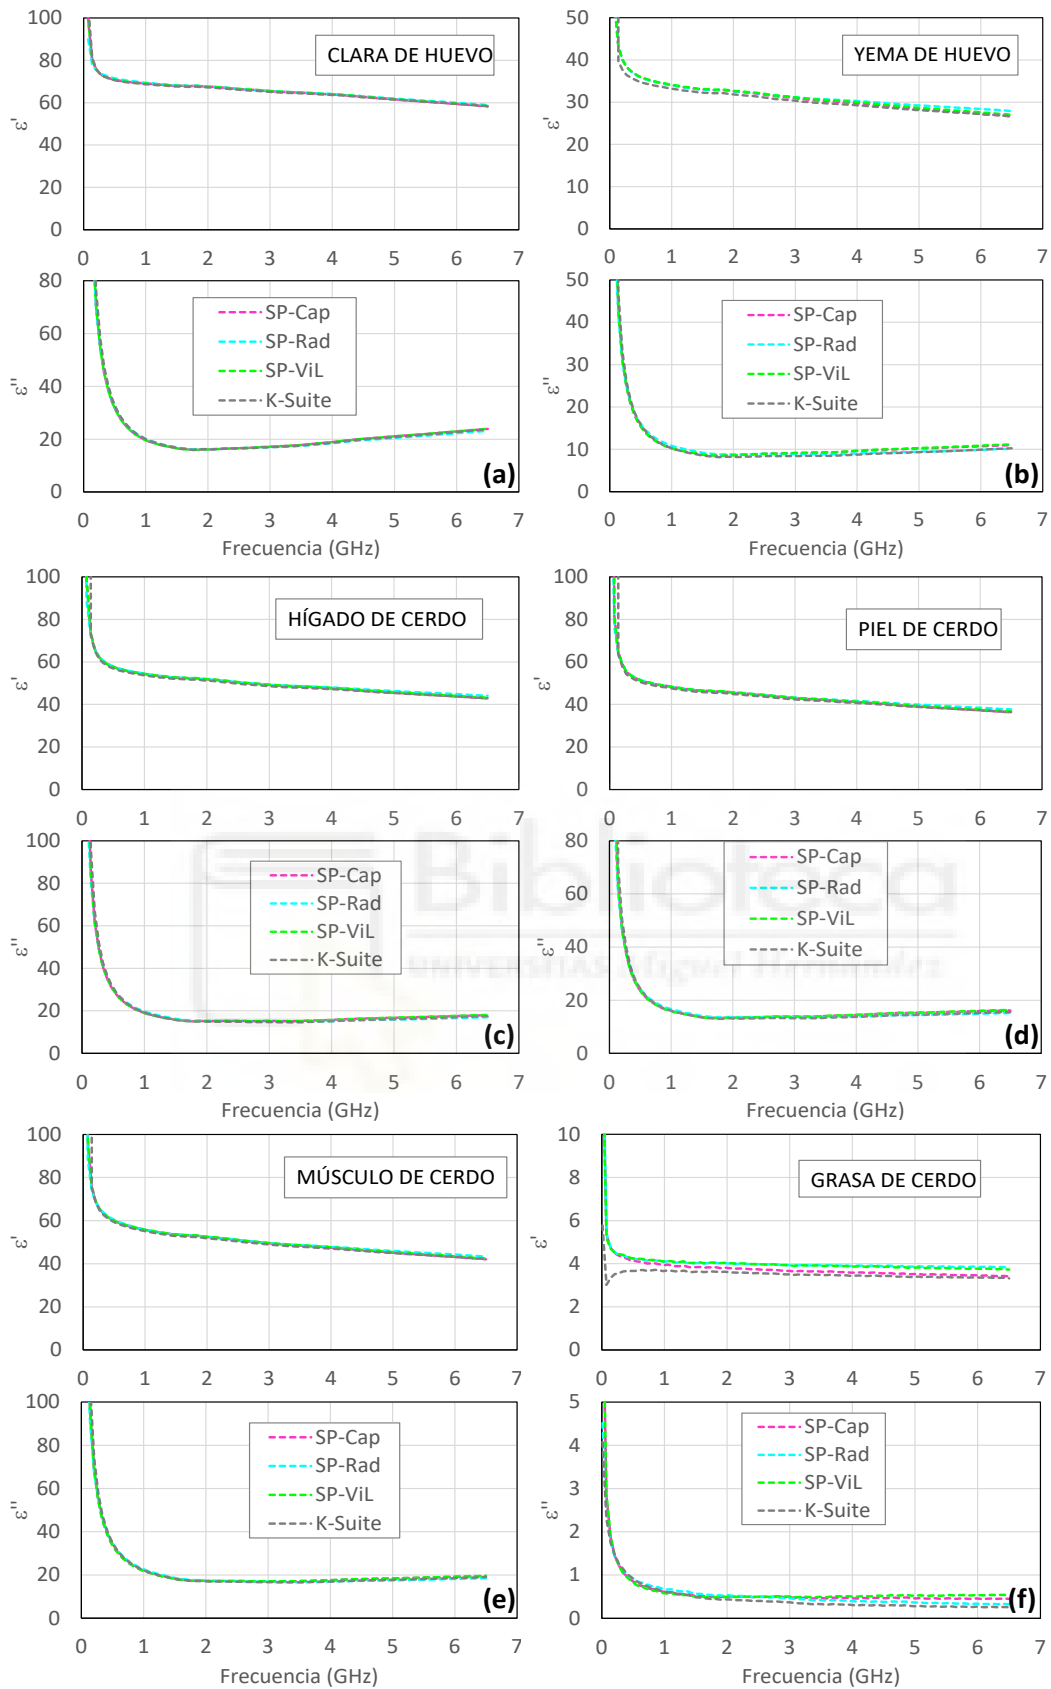 100
80
60
40
20
0
ε'
CLARA DE HUEVO
0 1 2 3 4 5 6 7
80
60
40
20
0
ε''
SP-Cap
SP-Rad
SP-ViL
K-Suite
(a)
0 1 2 3 4 5 6 7
Frecuencia (GHz)
50
40
30
20
10
0
ε'
YEMA DE HUEVO
0 1 2 3 4 5 6 7
50
40
30
20
10
0
ε''
SP-Cap
SP-Rad
SP-ViL
K-Suite
(b)
0 1 2 3 4 5 6 7
Frecuencia (GHz)
100
80
60
40
20
0
ε'
HÍGADO DE CERDO
0 1 2 3 4 5 6 7
100
80
60
40
20
0
ε''
SP-Cap
SP-Rad
SP-ViL
K-Suite
(c)
0 1 2 3 4 5 6 7
Frecuencia (GHz)
100
80
60
40
20
0
ε'
PIEL DE CERDO
0 1 2 3 4 5 6 7
80
60
40
20
0
ε''
SP-Cap
SP-Rad
SP-ViL
K-Suite
(d)
0 1 2 3 4 5 6 7
Frecuencia (GHz)
Biblioteca
UNIVERSITAS Miguel Hernández
100
80
60
40
20
0
ε'
MÚSCULO DE CERDO
0 1 2 3 4 5 6 7
100
80
60
40
20
0
ε''
SP-Cap
SP-Rad
SP-ViL
K-Suite
(e)
0 1 2 3 4 5 6 7
Frecuencia (GHz)
10
8
6
4
2
0
ε'
GRASA DE CERDO
0 1 2 3 4 5 6 7
5
4
3
2
1
0
ε''
SP-Cap
SP-Rad
SP-ViL
K-Suite
(f)
0 1 2 3 4 5 6 7
Frecuencia (GHz)